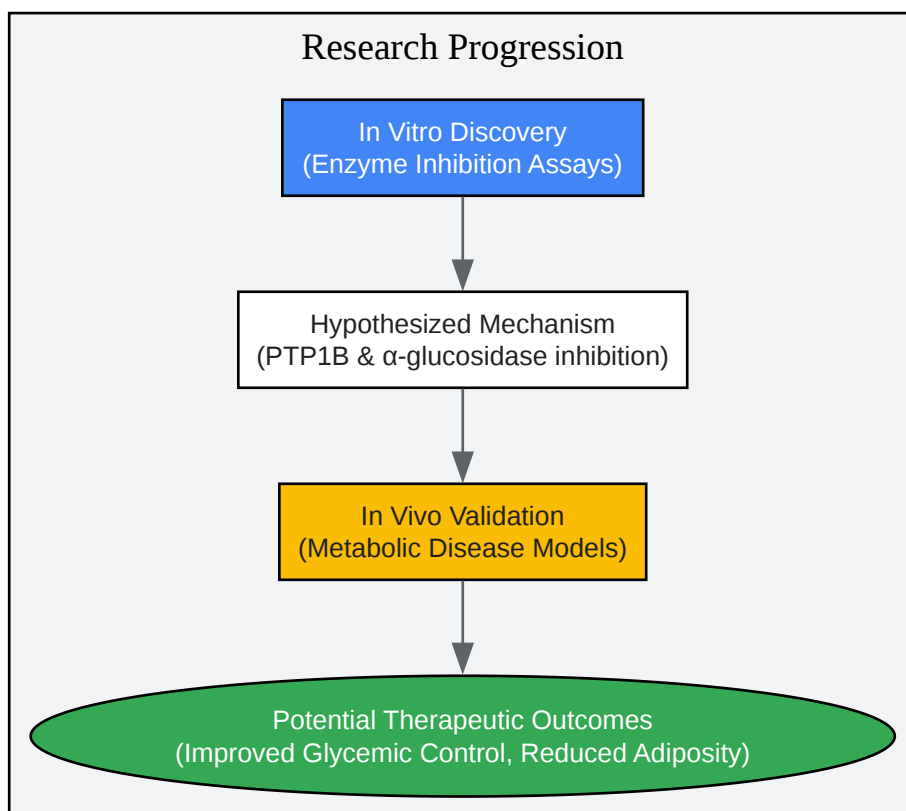 Research Progression
In Vitro Discovery
(Enzyme Inhibition Assays)
Hypothesized Mechanism
(PTP1B & α-glucosidase inhibition)
In Vivo Validation
(Metabolic Disease Models)
Potential Therapeutic Outcomes
(Improved Glycemic Control, Reduced Adiposity)